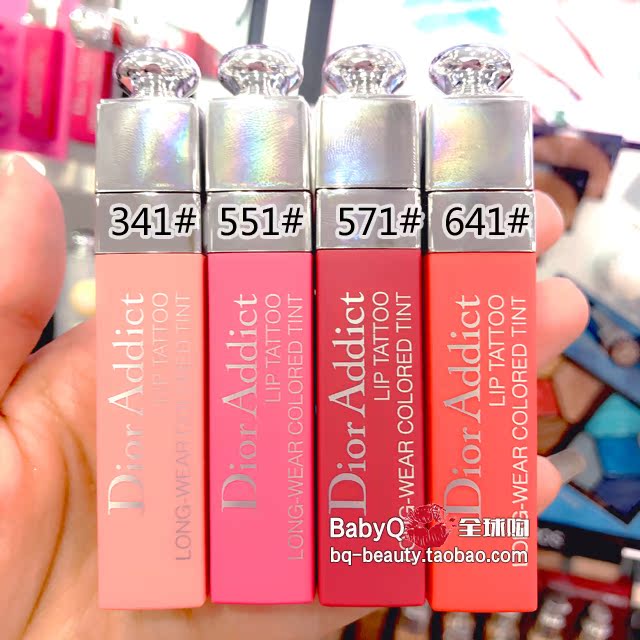 341#
551#
571#
641#
Dior Addict
LIP TATTOO
LONG-WEAR COLORED TINT
Dior Addict
LIP TATTOO
LONG-WEAR COLORED TINT
Dior Addict
LIP TATTOO
LONG-WEAR COLORED TINT
Dior Addict
LIP TATTOO
LONG-WEAR COLORED TINT
BabyQ 全球购
bq-beauty.taobao.com